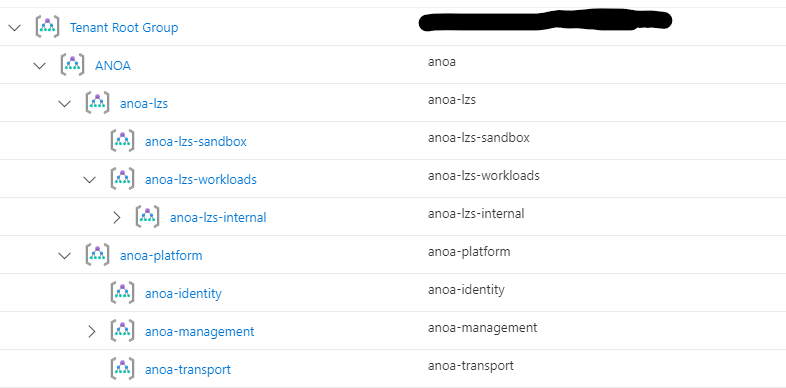 Tenant Root Group
ANOA anoa
anoa-lzs anoa-lzs
anoa-lzs-sandbox anoa-lzs-sandbox
anoa-lzs-workloads anoa-lzs-workloads
anoa-lzs-internal anoa-lzs-internal
anoa-platform anoa-platform
anoa-identity anoa-identity
anoa-management anoa-management
anoa-transport anoa-transport